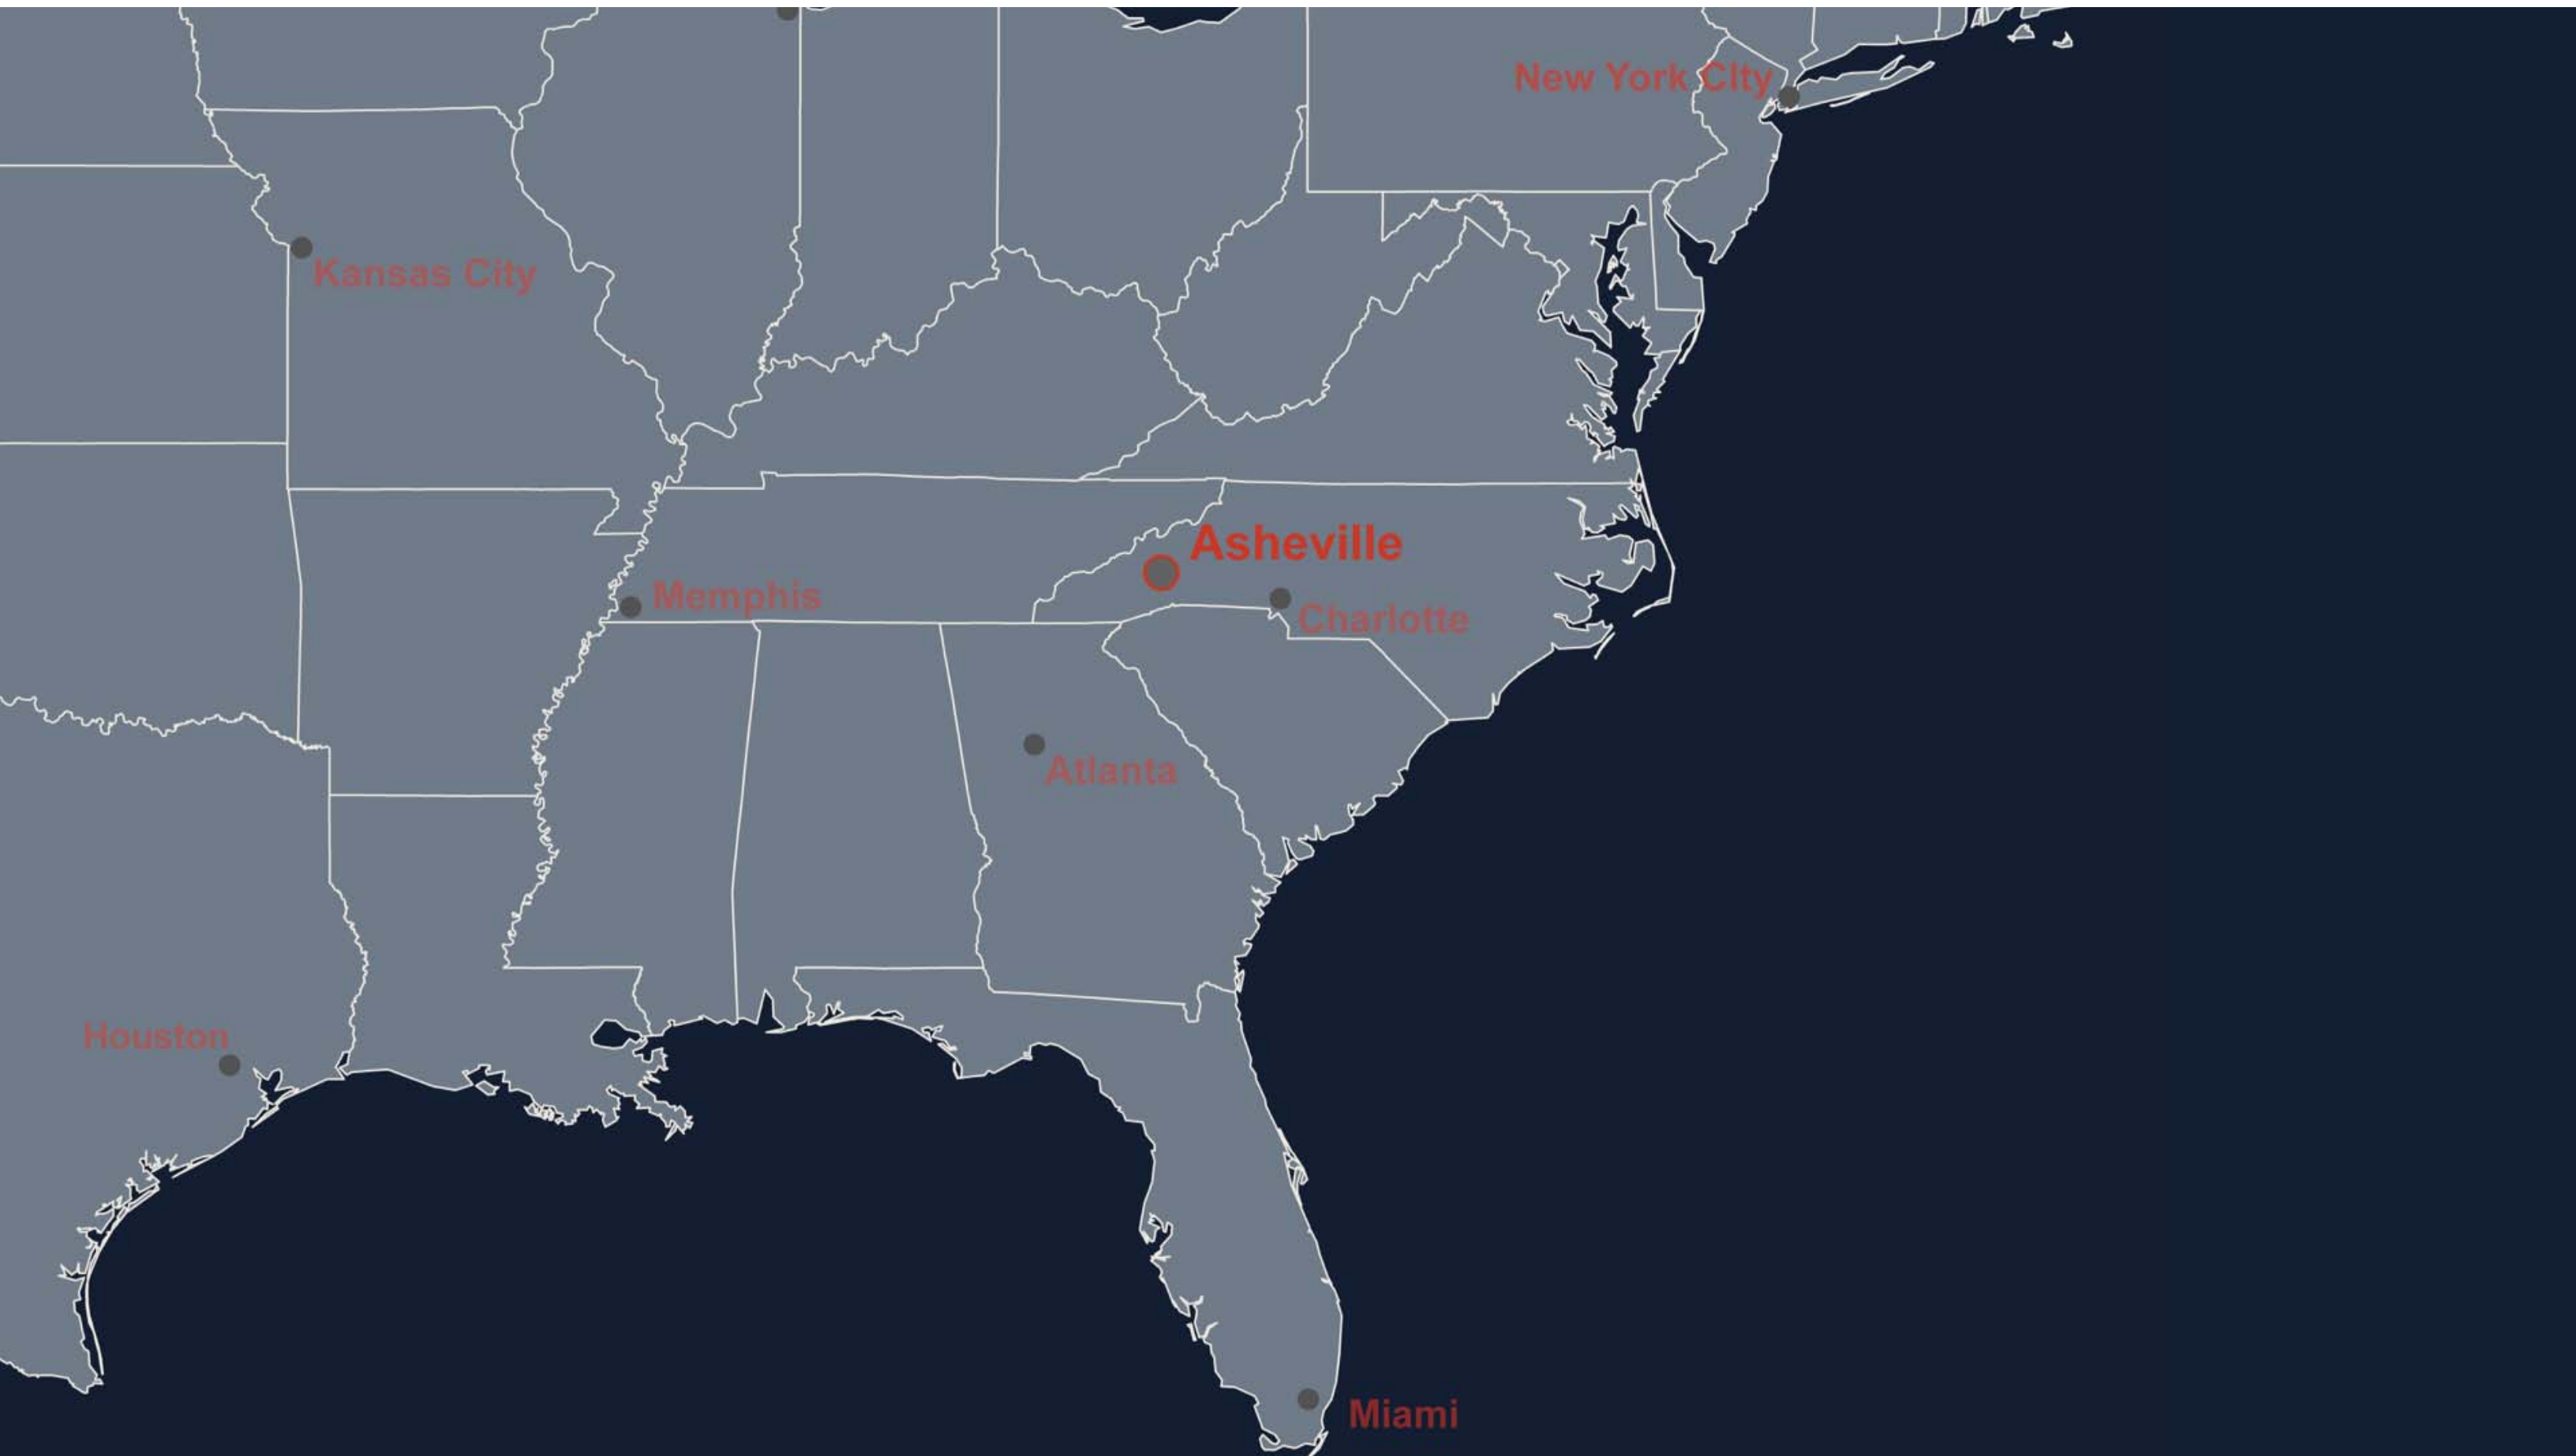 New York CIty
Kansas City
Asheville
Memphis
Charlotte
Atlanta
Houston
Miami